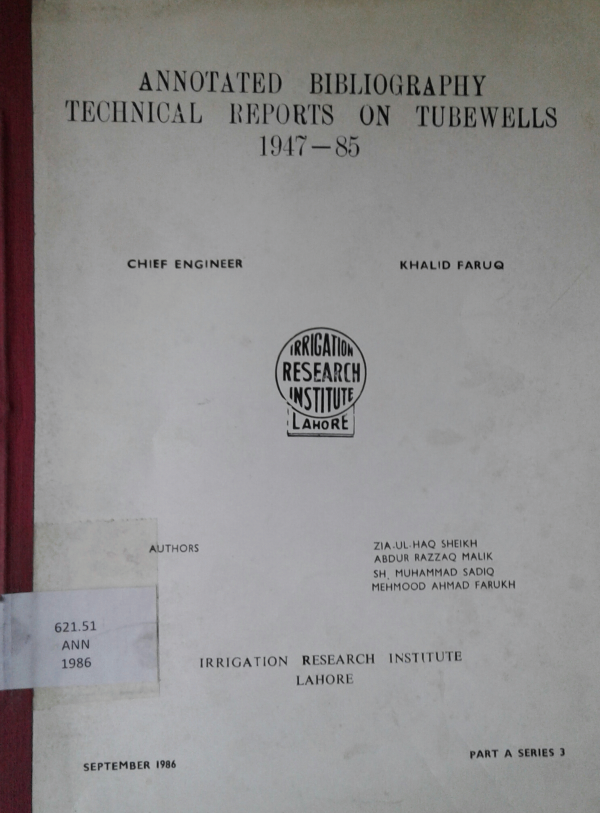 ANNOTATED BIBLIOGRAPHY
TECHNICAL REPORTS ON TUBEWELLS
1947-85
CHIEF ENGINEER KHALID FARUQ
IRRIGATION
RESEARCH
INSTITUTE
LAHORE
AUTHORS ZIA-UL-HAQ SHEIKH
ABDUR RAZZAQ MALIK
SH. MUHAMMAD SADIQ
MEHMOOD AHMAD FARUKH
621.51
ANN
1986
IRRIGATION RESEARCH INSTITUTE
LAHORE
SEPTEMBER 1986 PART A SERIES 3